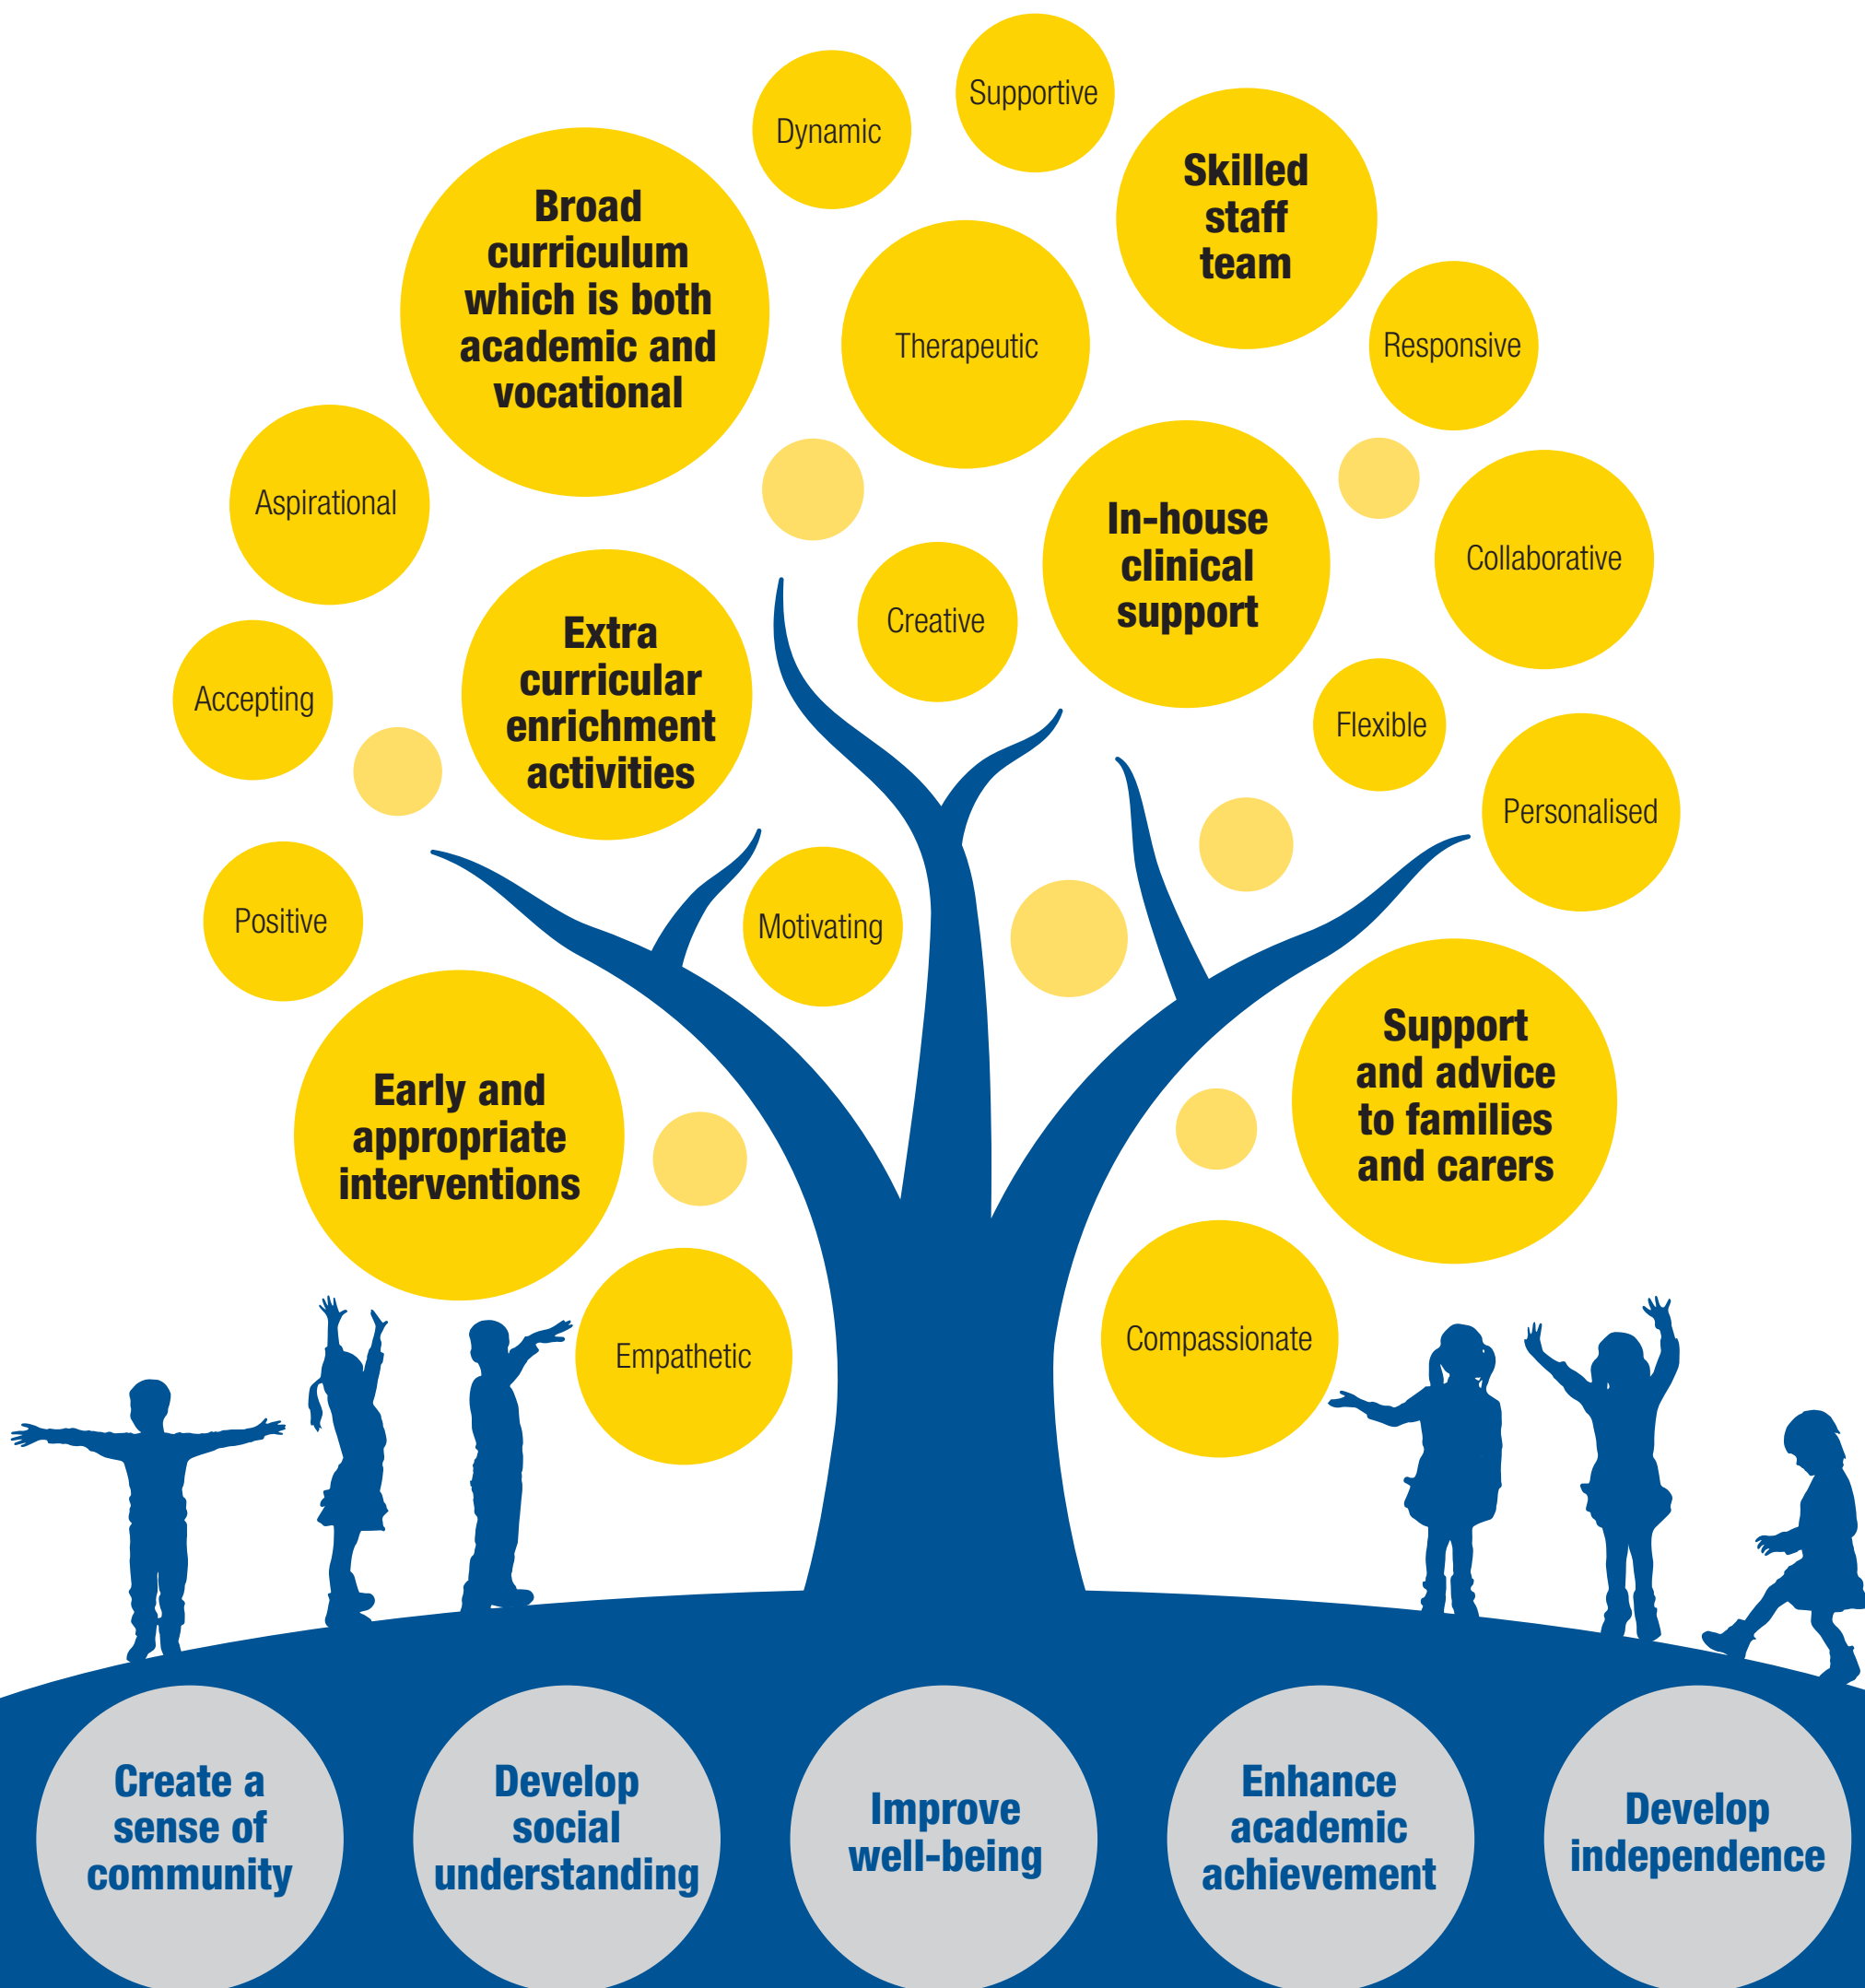 Supportive
Dynamic
Skilled
staff
team
Broad
curriculum
which is both
academic and
vocational
Therapeutic
Responsive
Aspirational
In-house
clinical
support
Collaborative
Creative
Extra
curricular
enrichment
activities
Accepting
Flexible
Personalised
Positive
Motivating
Support
and advice
to families
and carers
Early and
appropriate
interventions
Compassionate
Empathetic
Create a
sense of
community
Develop
social
understanding
Improve
well-being
Enhance
academic
achievement
Develop
independence